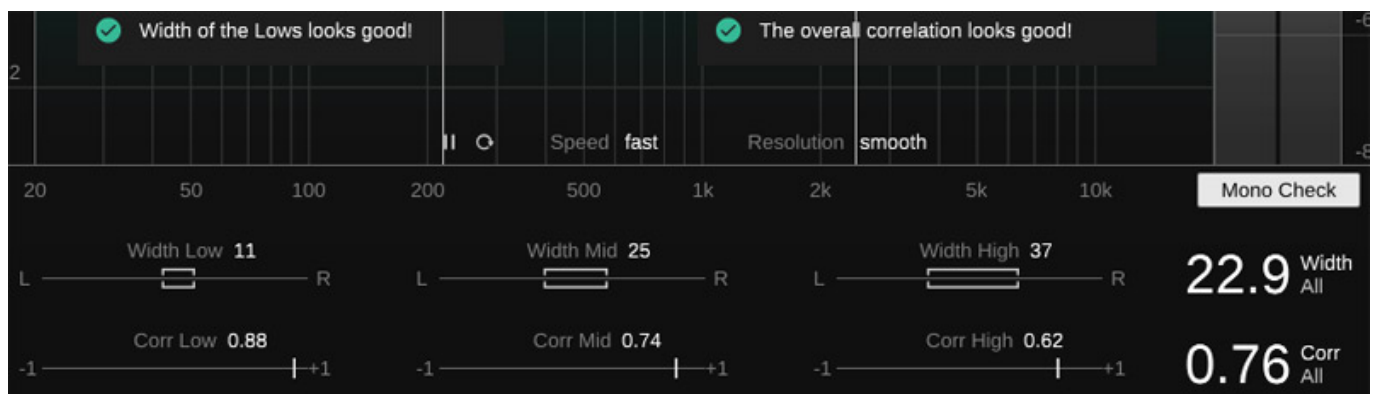 Width of the Lows looks good! The overall correlation looks good! -6
2
Speed fast Resolution smooth
-8
20 50 100 200 500 1k 2k 5k 10k Mono Check
Width Low 11 Width Mid 25 Width High 37
L R L R L R 22.9 Width All
Corr Low 0.88 Corr Mid 0.74 Corr High 0.62
-1 +1 -1 +1 -1 +1 0.76 Corr All